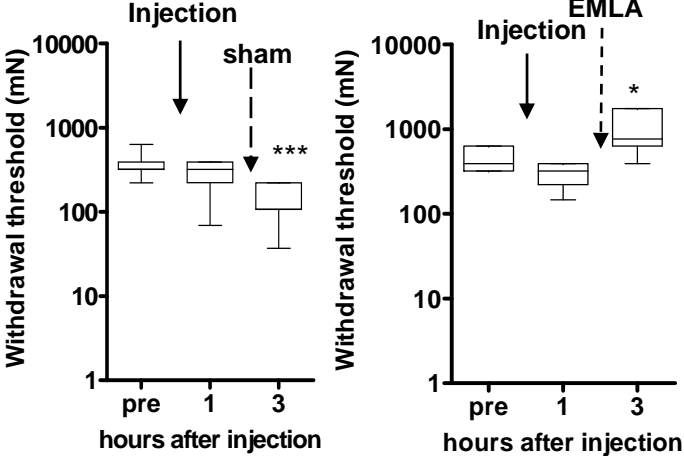 Injection
sham
***
Withdrawal threshold (mN)
10000
1000
100
10
1
pre 1 3
hours after injection
EMLA
Injection
*
Withdrawal threshold (mN)
10000
1000
100
10
1
pre 1 3
hours after injection